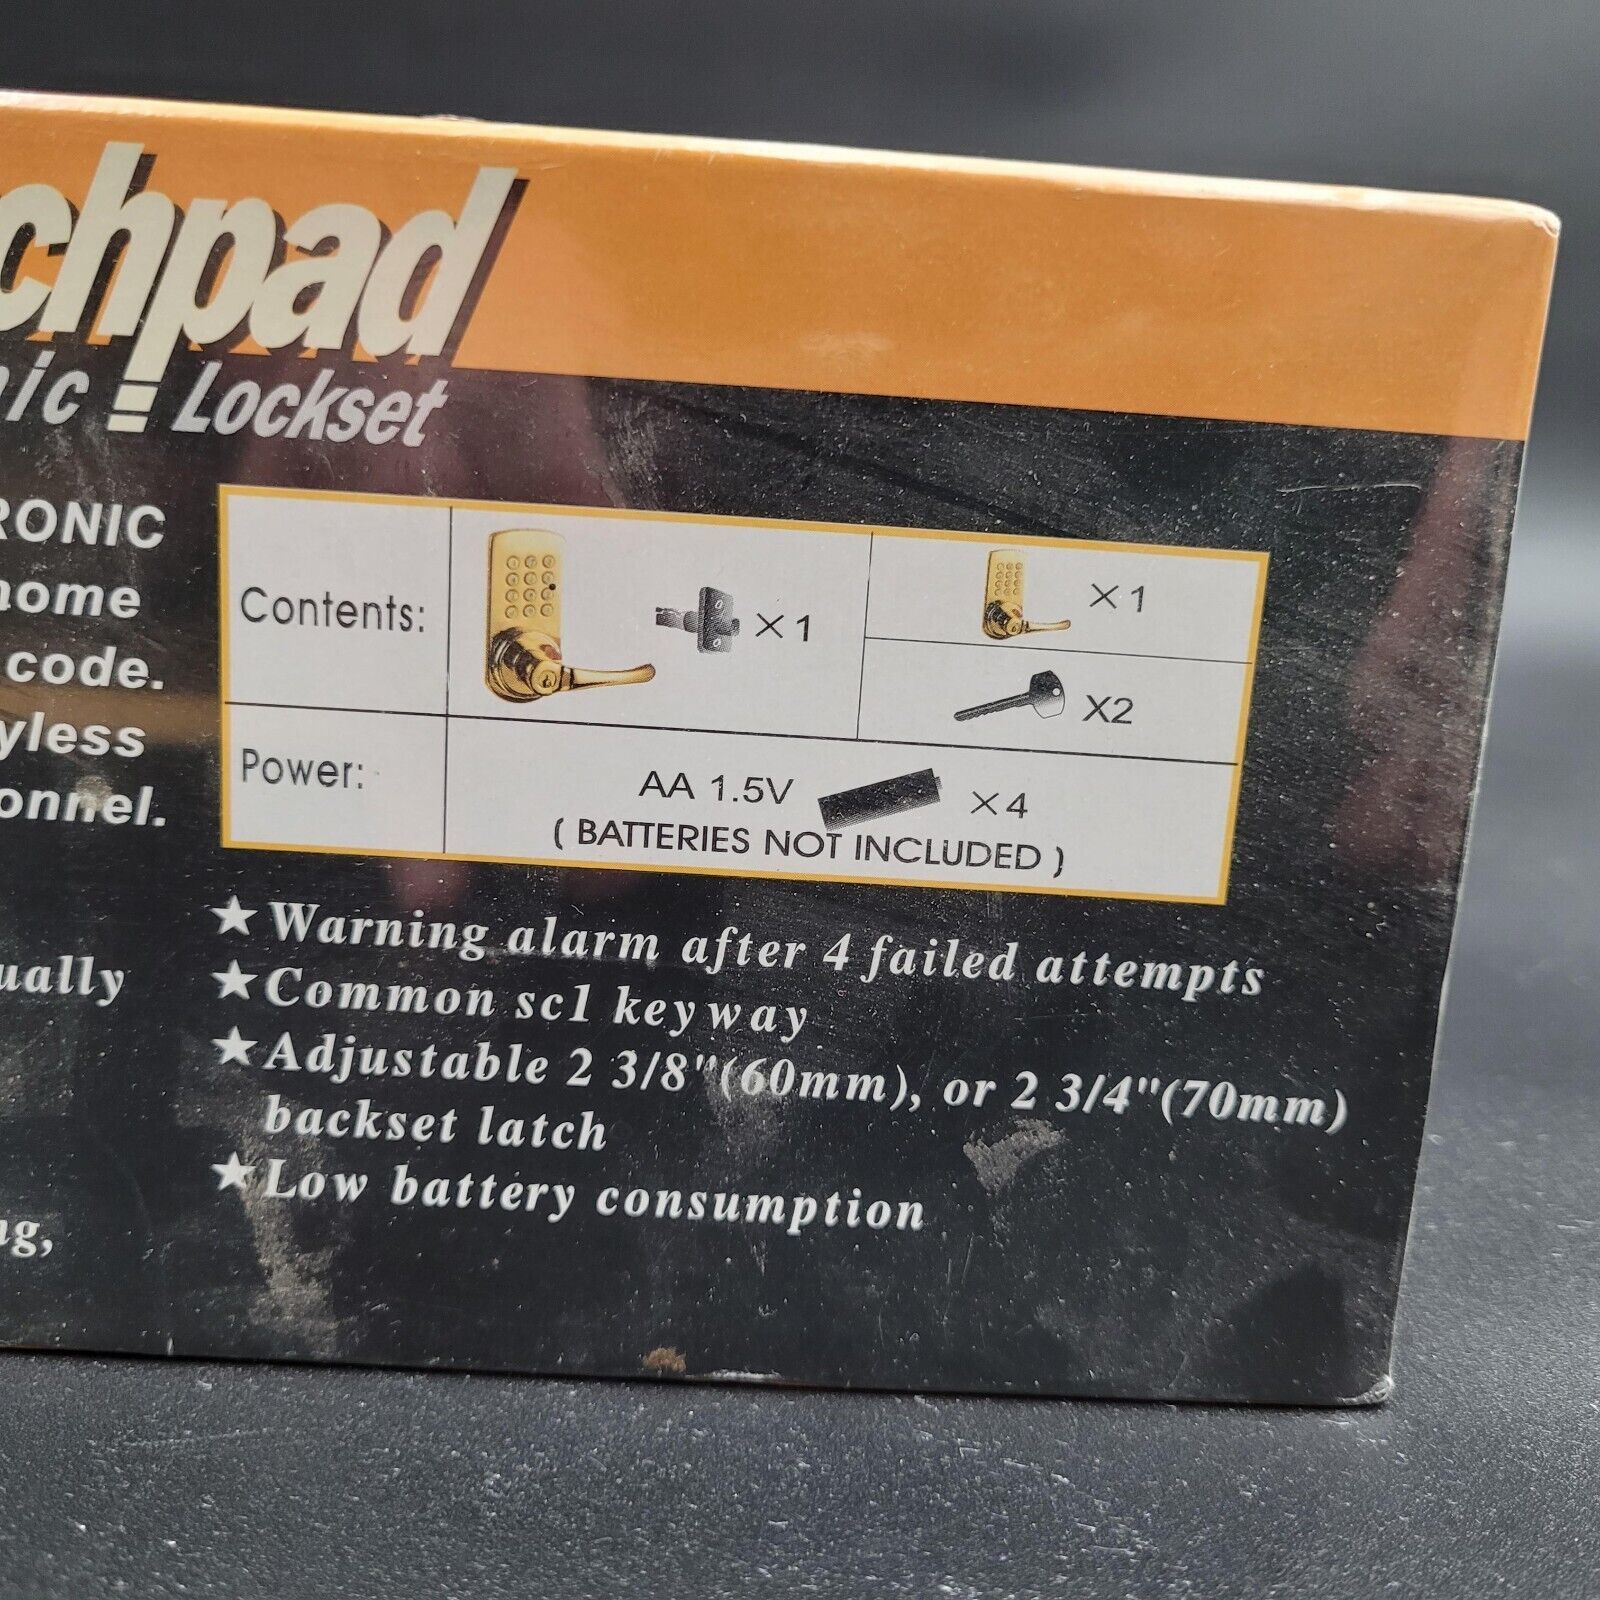 chpad
nic Lockset
RONIC
home
code.
yless
onnel.
ually
ng,
Contents:
×1
×1
X2
Power:
AA 1.5V ×4
( BATTERIES NOT INCLUDED )
★Warning alarm after 4 failed attempts
★Common sc1 keyway
★Adjustable 2 3/8"(60mm), or 2 3/4"(70mm)
backset latch
★Low battery consumption